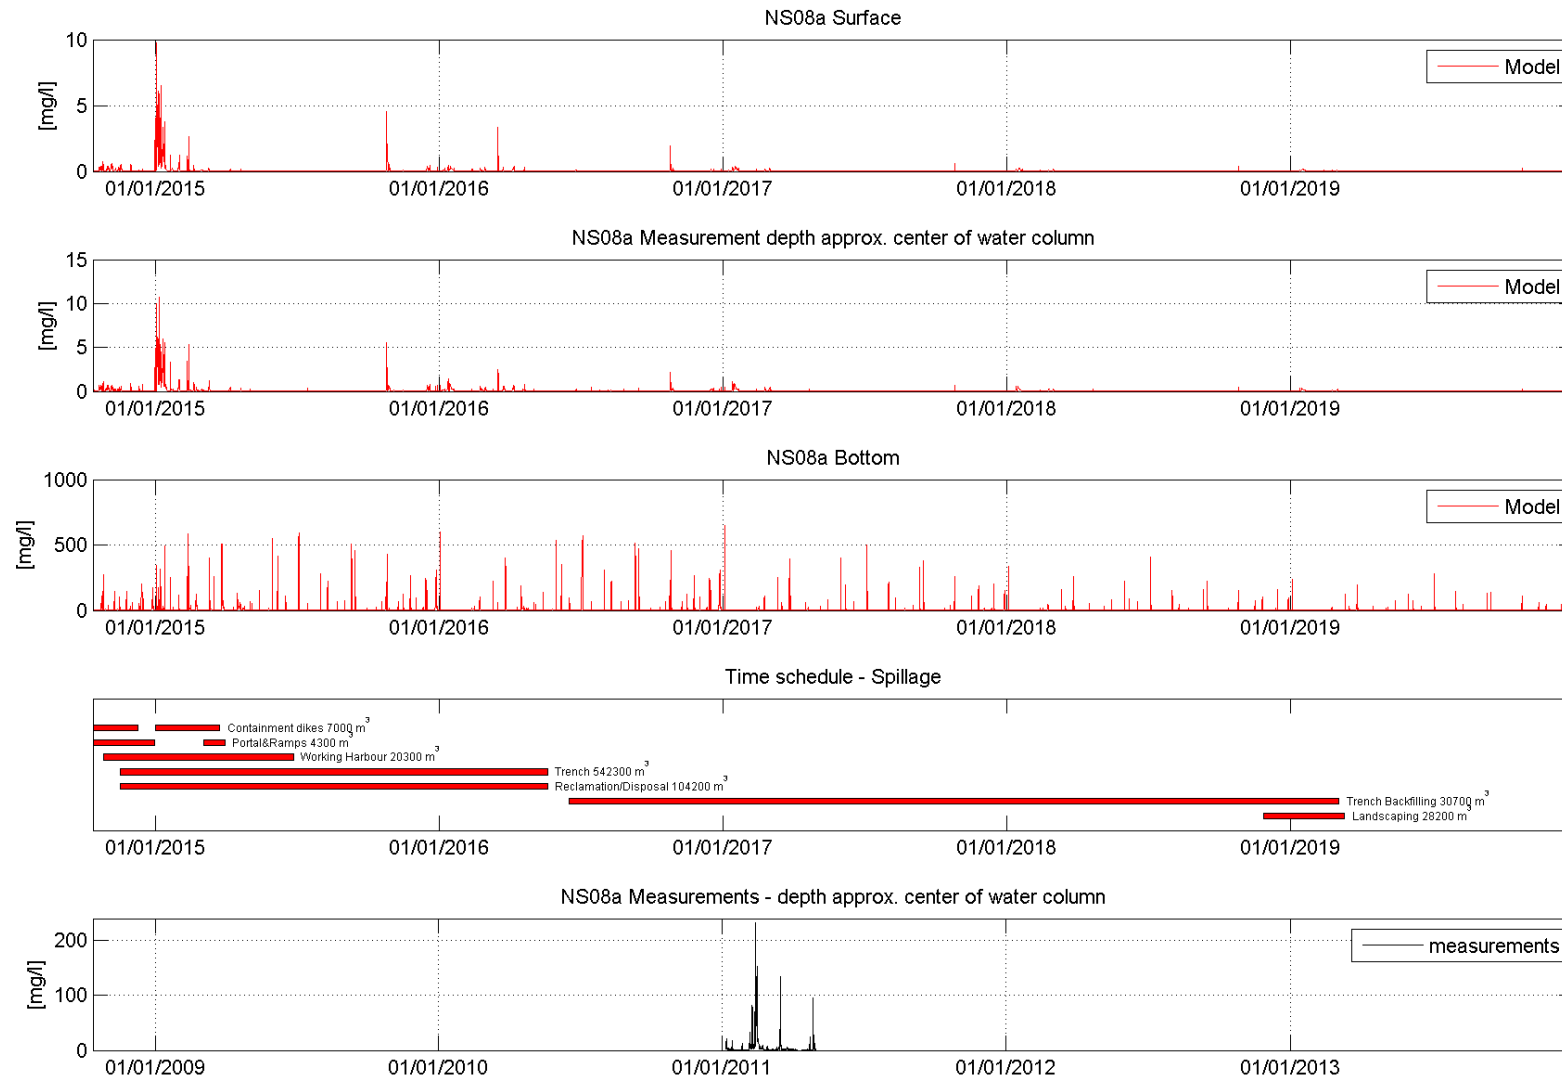 NS08a Surface
10
5
0
[mg/l]
Model
01/01/2015 01/01/2016 01/01/2017 01/01/2018 01/01/2019
NS08a Measurement depth approx. center of water column
15
10
5
0
[mg/l]
Model
01/01/2015 01/01/2016 01/01/2017 01/01/2018 01/01/2019
NS08a Bottom
1000
500
0
[mg/l]
Model
01/01/2015 01/01/2016 01/01/2017 01/01/2018 01/01/2019
Time schedule - Spillage
Containment dikes 7000 m³
Portal&Ramps 4300 m³
Working Harbour 20300 m³
Trench 542300 m³
Reclamation/Disposal 104200 m³
Trench Backfilling 30700 m³
Landscaping 28200 m³
01/01/2015 01/01/2016 01/01/2017 01/01/2018 01/01/2019
NS08a Measurements - depth approx. center of water column
200
100
0
[mg/l]
measurements
01/01/2009 01/01/2010 01/01/2011 01/01/2012 01/01/2013